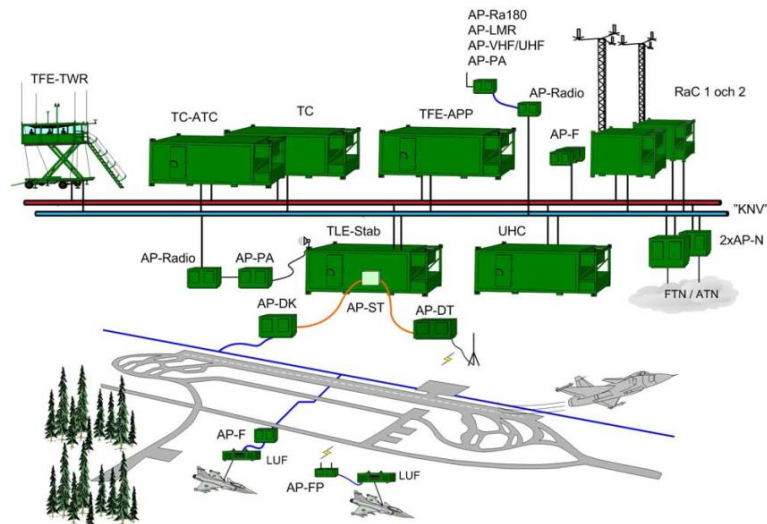 AP-Ra180
AP-LMR
AP-VHF/UHF
AP-PA
TFE-TWR
TC-ATC
TC
TFE-APP
AP-Radio
RaC 1 och 2
AP-F
"KNV"
AP-Radio
AP-PA
TLE-Stab
UHC
2xAP-N
FTN / ATN
AP-DK
AP-ST
AP-DT
AP-F
LUF
AP-FP
LUF